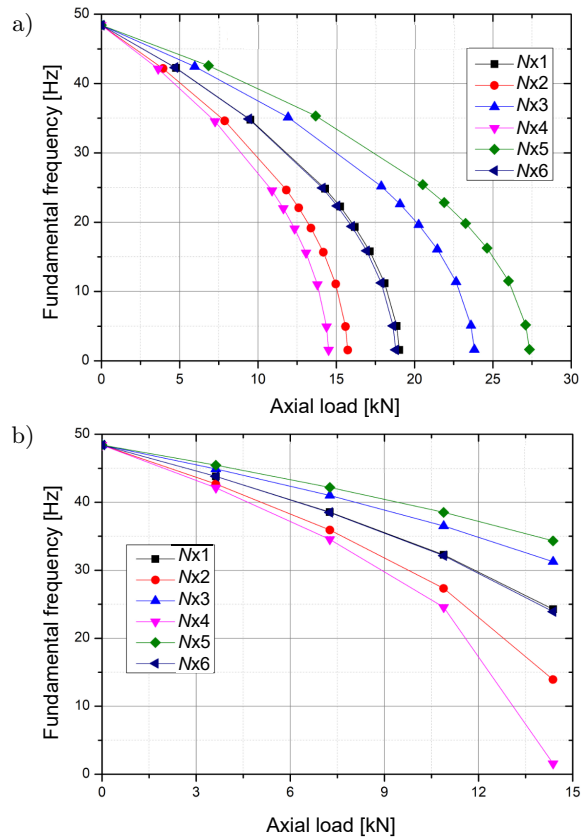 a)
50
40
30
20
10
0
Fundamental frequency [Hz]
Nx1
Nx2
Nx3
Nx4
Nx5
Nx6
0 5 10 15 20 25 30
Axial load [kN]
b)
50
40
30
20
10
0
Fundamental frequency [Hz]
Nx1
Nx2
Nx3
Nx4
Nx5
Nx6
0 3 6 9 12 15
Axial load [kN]